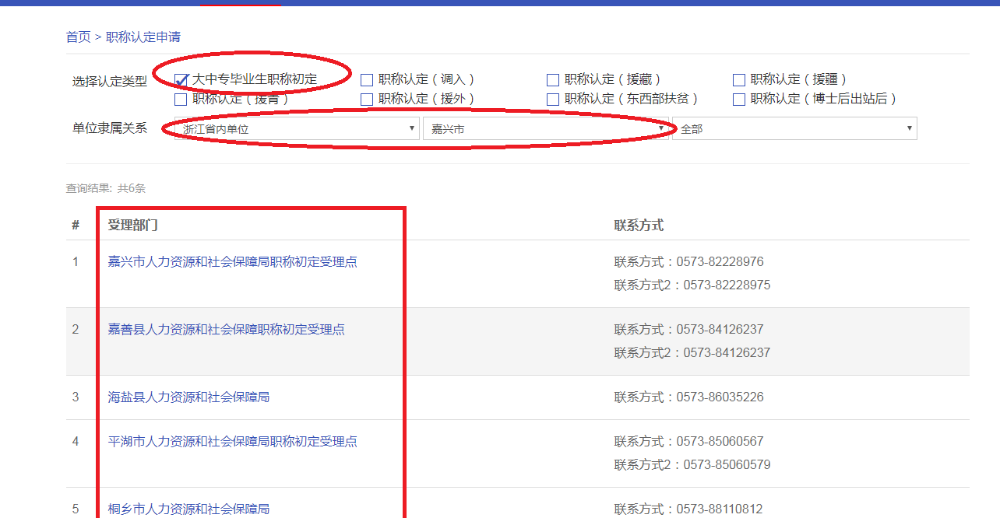 首页 > 职称认定申请
选择认定类型 大中专毕业生职称初定 职称认定（调入） 职称认定（援藏） 职称认定（援疆）
职称认定（援青） 职称认定（援外） 职称认定（东西部扶贫） 职称认定（博士后出站后）
单位隶属关系 浙江省内单位 嘉兴市 全部
查询结果: 共6条
# 受理部门 联系方式
1 嘉兴市人力资源和社会保障局职称初定受理点 联系方式：0573-82228976
联系方式2：0573-82228975
2 嘉善县人力资源和社会保障职称初定受理点 联系方式：0573-84126237
联系方式2：0573-84126237
3 海盐县人力资源和社会保障局 联系方式：0573-86035226
4 平湖市人力资源和社会保障局职称初定受理点 联系方式：0573-85060567
联系方式2：0573-85060579
5 桐乡市人力资源和社会保障局 联系方式：0573-88110812